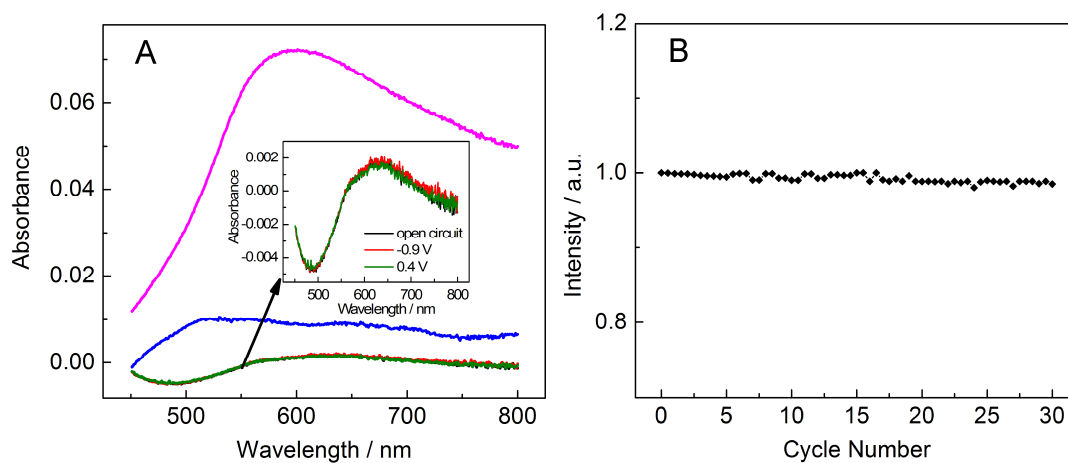 A
0.06
0.04
0.02
0.00
Absorbance
500
600
700
800
Wavelength / nm
0.002
0.000
-0.002
-0.004
Absorbance
open circuit
-0.9 V
0.4 V
500
600
700
800
Wavelength / nm
B
1.2
1.0
0.8
Intensity / a.u.
0
5
10
15
20
25
30
Cycle Number